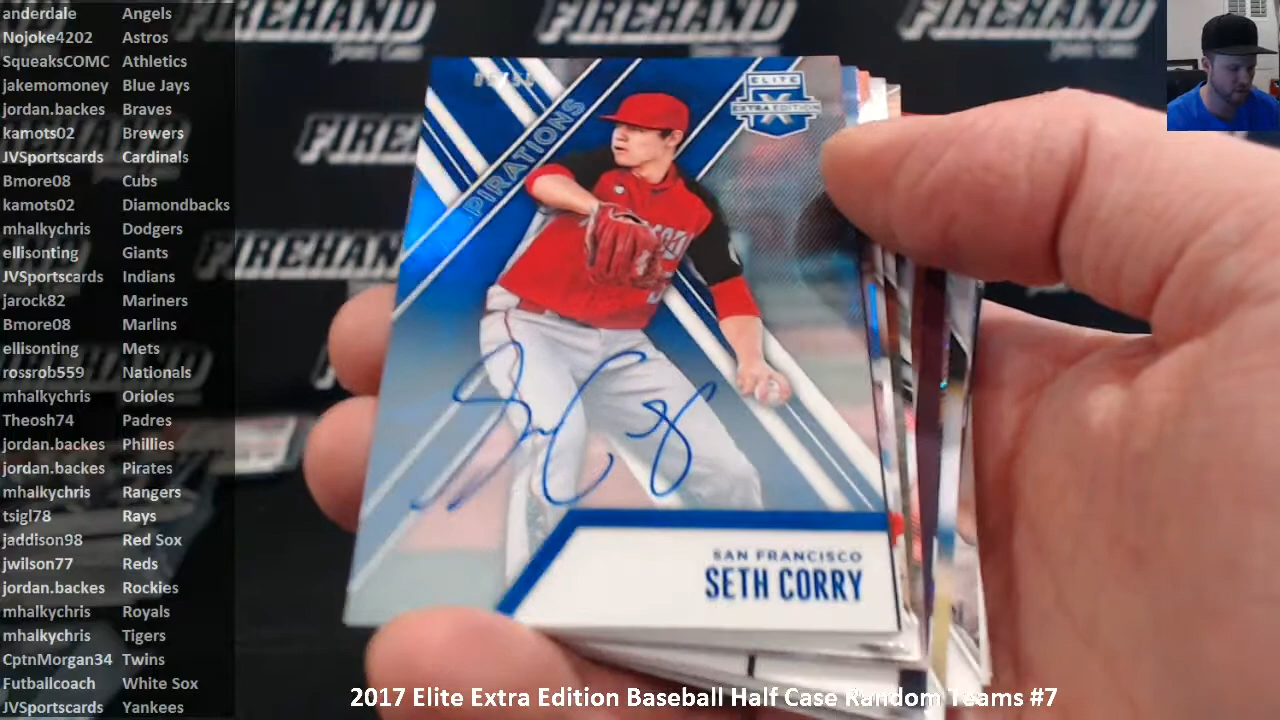 anderdale Angels
Nojoke4202 Astros
SqueaksCOMC Athletics
jakemomoney Blue Jays
jordan.backes Braves
kamots02 Brewers
JVSportscards Cardinals
Bmore08 Cubs
kamots02 Diamondbacks
mhalkychris Dodgers
ellisonting Giants
JVSportscards Indians
jarock82 Mariners
Bmore08 Marlins
ellisonting Mets
rossrob559 Nationals
mhalkychris Orioles
Theosh74 Padres
jordan.backes Phillies
jordan.backes Pirates
mhalkychris Rangers
tsigl78 Rays
jaddison98 Red Sox
jwilson77 Reds
jordan.backes Rockies
mhalkychris Royals
mhalkychris Tigers
CptnMorgan34 Twins
Futballcoach White Sox
JVSportscards Yankees
FIREHAND FIREHAND FIREHAND
FIREHAND
FIREHAND
PIRATIONS
ELITE
EXTRA EDITION
SAN FRANCISCO
SETH CORRY
2017 Elite Extra Edition Baseball Half Case Random Teams #7